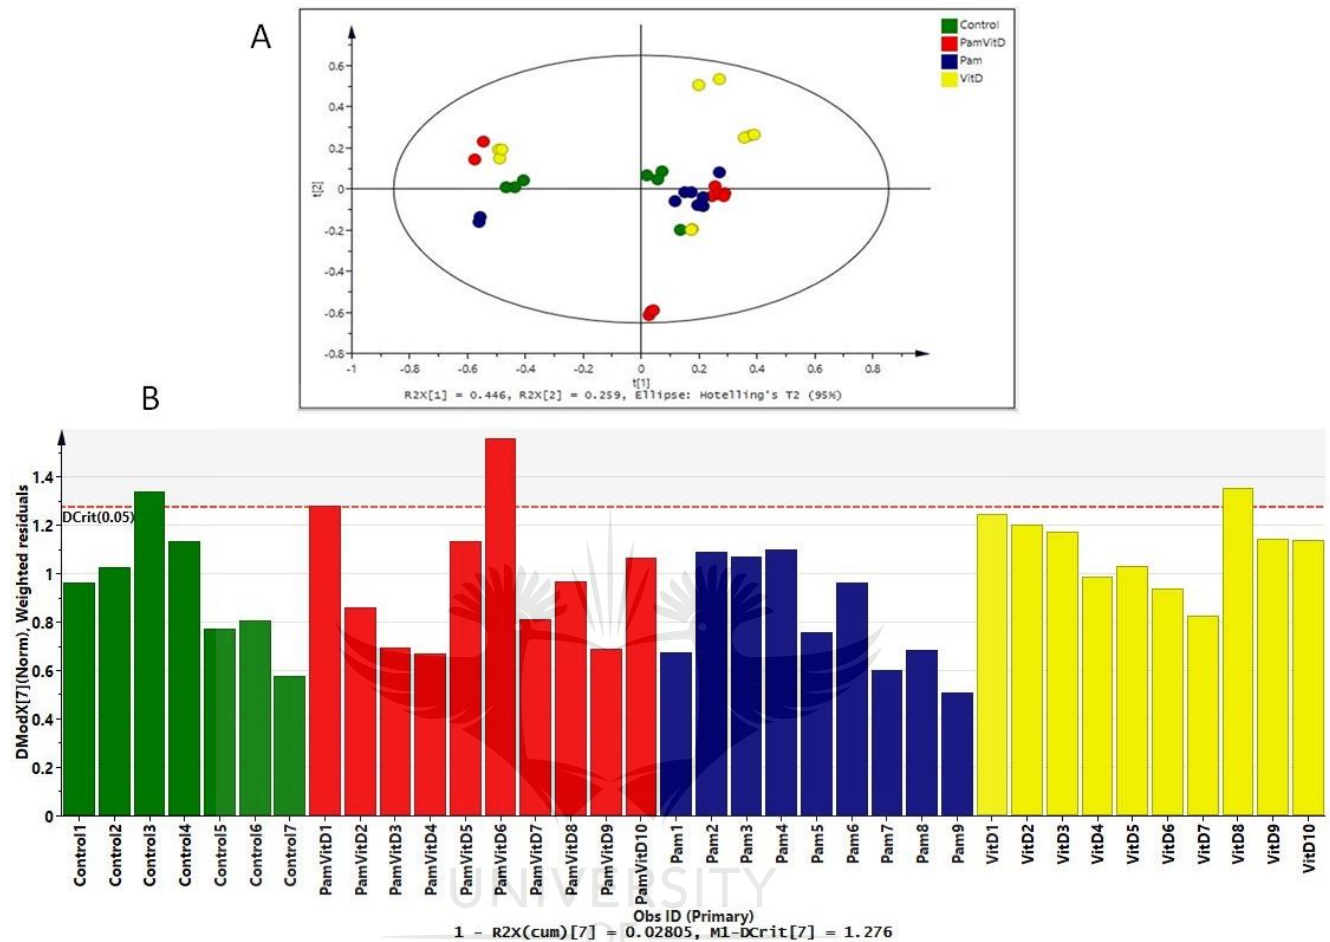 A
Control
PamVitD
Pam
VitD
0.6
0.4
0.2
0
-0.2
-0.4
-0.6
-0.8
t[2]
-1 -0.8 -0.6 -0.4 -0.2 0 0.2 0.4 0.6 0.8
t[1]
R2X[1] = 0.446, R2X[2] = 0.259, Ellipse: Hotelling's T2 (95%)
B
DModX[7](Norm), Weighted residuals
1.4
1.2
1
0.8
0.6
0.4
0.2
0
DCrit(0.05)
Control1
Control2
Control3
Control4
Control5
Control6
Control7
PamVitD1
PamVitD2
PamVitD3
PamVitD4
PamVitD5
PamVitD6
PamVitD7
PamVitD8
PamVitD9
PamVitD10
Pam1
Pam2
Pam3
Pam4
Pam5
Pam6
Pam7
Pam8
Pam9
VitD1
VitD2
VitD3
VitD4
VitD5
VitD6
VitD7
VitD8
VitD9
VitD10
UNIVERSITY
Obs ID (Primary)
OF
1 - R2X(cum)[7] = 0.02805, M1-DCrit[7] = 1.276